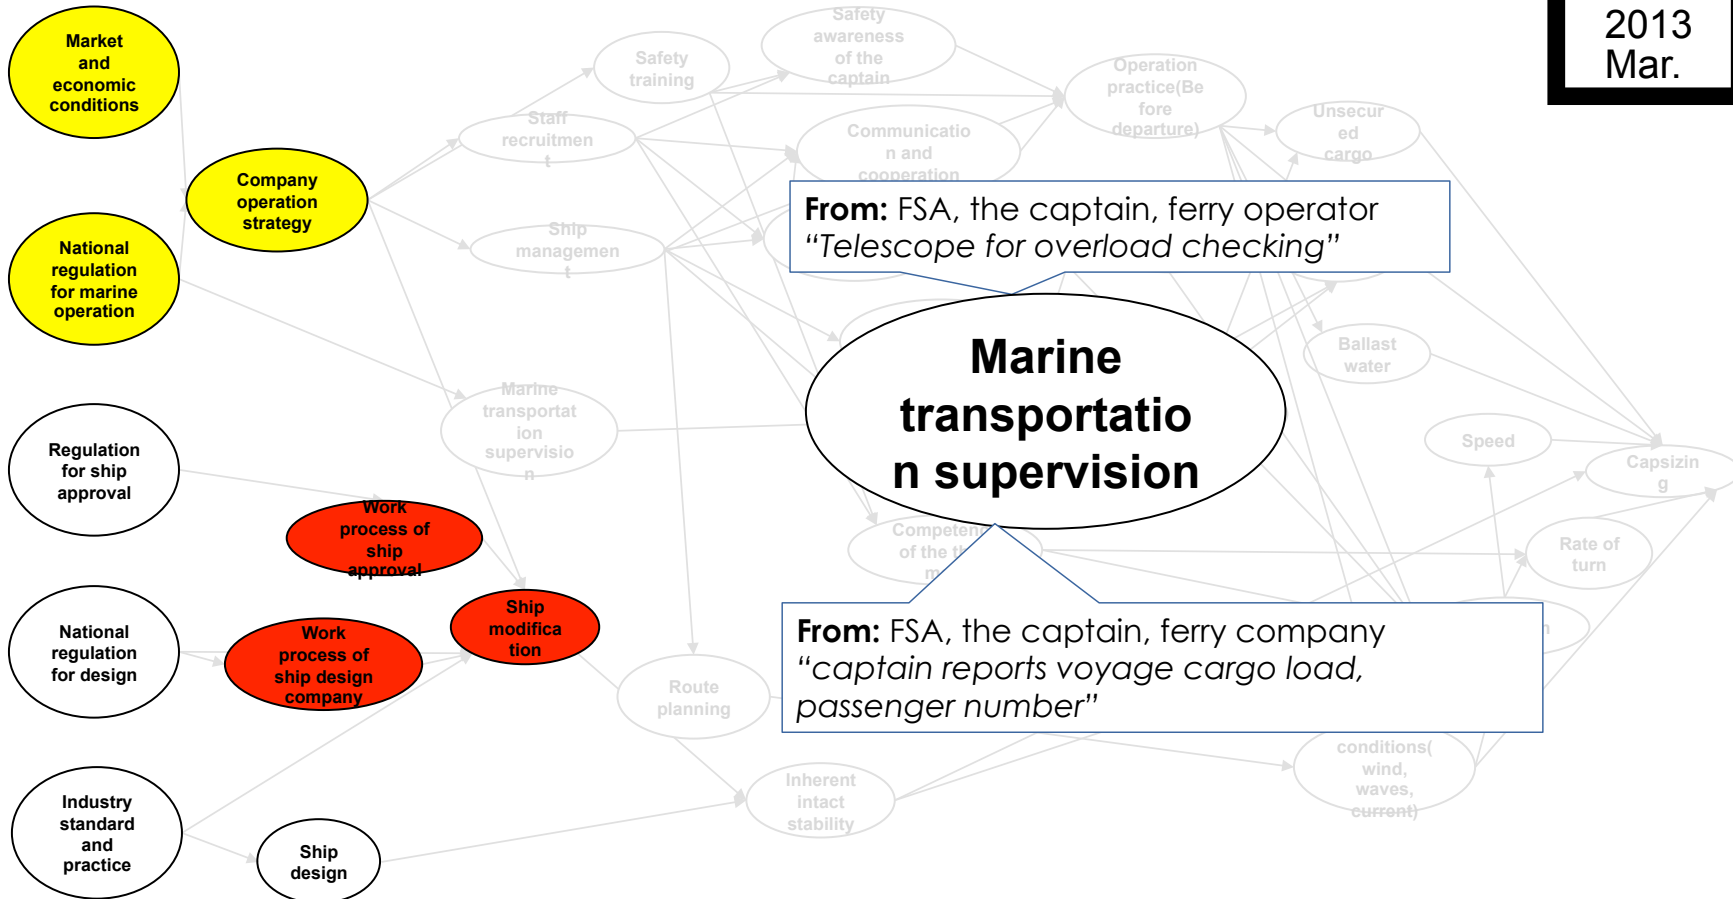 Market
and
economic
conditions
National
regulation
for marine
operation
Regulation
for ship
approval
National
regulation
for design
Industry
standard
and
practice
Company
operation
strategy
Work
process of
ship
approval
Work
process of
ship design
company
Ship
modifica
tion
Ship
design
Safety
training
Staff
recruitmen
t
Ship
managemen
t
Marine
transportat
ion
supervisio
n
Route
planning
Inherent
intact
stability
Safety
awareness
of the
captain
Communicatio
n and
cooperation
From: FSA, the captain, ferry operator
“Telescope for overload checking”
Marine
transportatio
n supervision
Competenc
of the th
m
From: FSA, the captain, ferry company
“captain reports voyage cargo load,
passenger number”
Operation
practice(Be
fore
departure)
Unsecur
ed
cargo
Ballast
water
Speed
Capsizin
g
Rate of
turn
n
conditions(
wind,
waves,
current)
2013
Mar.